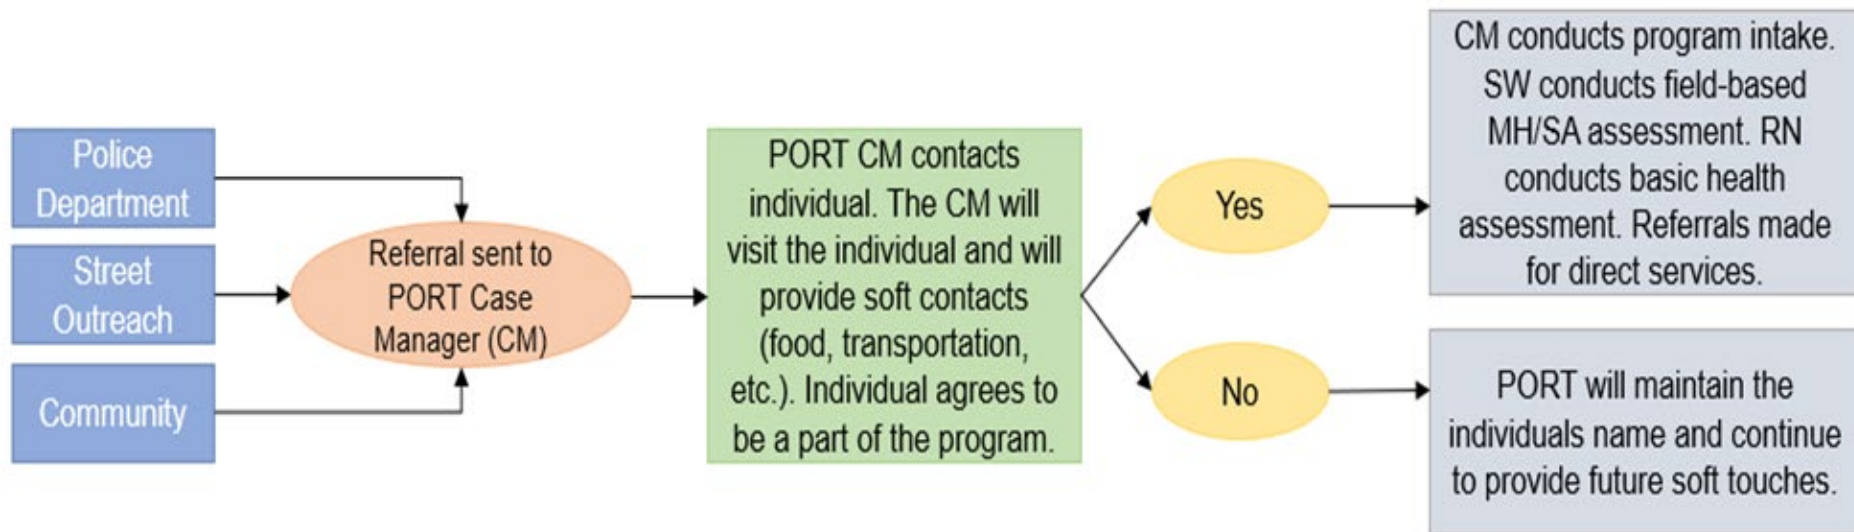 Police
Department
Street
Outreach
Community
Referral sent to
PORT Case
Manager (CM)
PORT CM contacts
individual. The CM will
visit the individual and will
provide soft contacts
(food, transportation,
etc.). Individual agrees to
be a part of the program.
Yes
No
CM conducts program intake.
SW conducts field-based
MH/SA assessment. RN
conducts basic health
assessment. Referrals made
for direct services.
PORT will maintain the
individuals name and continue
to provide future soft touches.